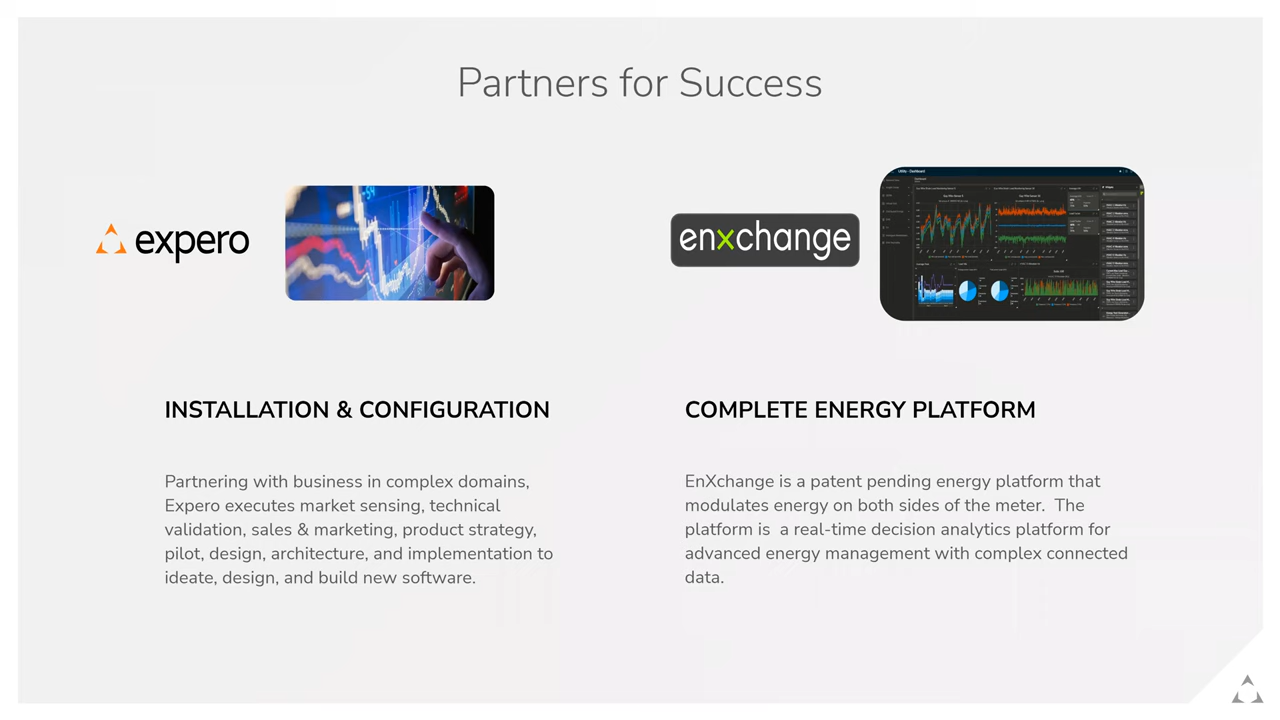 Partners for Success
expero
enxchange
INSTALLATION & CONFIGURATION
Partnering with business in complex domains,
Expero executes market sensing, technical
validation, sales & marketing, product strategy,
pilot, design, architecture, and implementation to
ideate, design, and build new software.
COMPLETE ENERGY PLATFORM
EnXchange is a patent pending energy platform that
modulates energy on both sides of the meter.  The
platform is  a real-time decision analytics platform for
advanced energy management with complex connected
data.